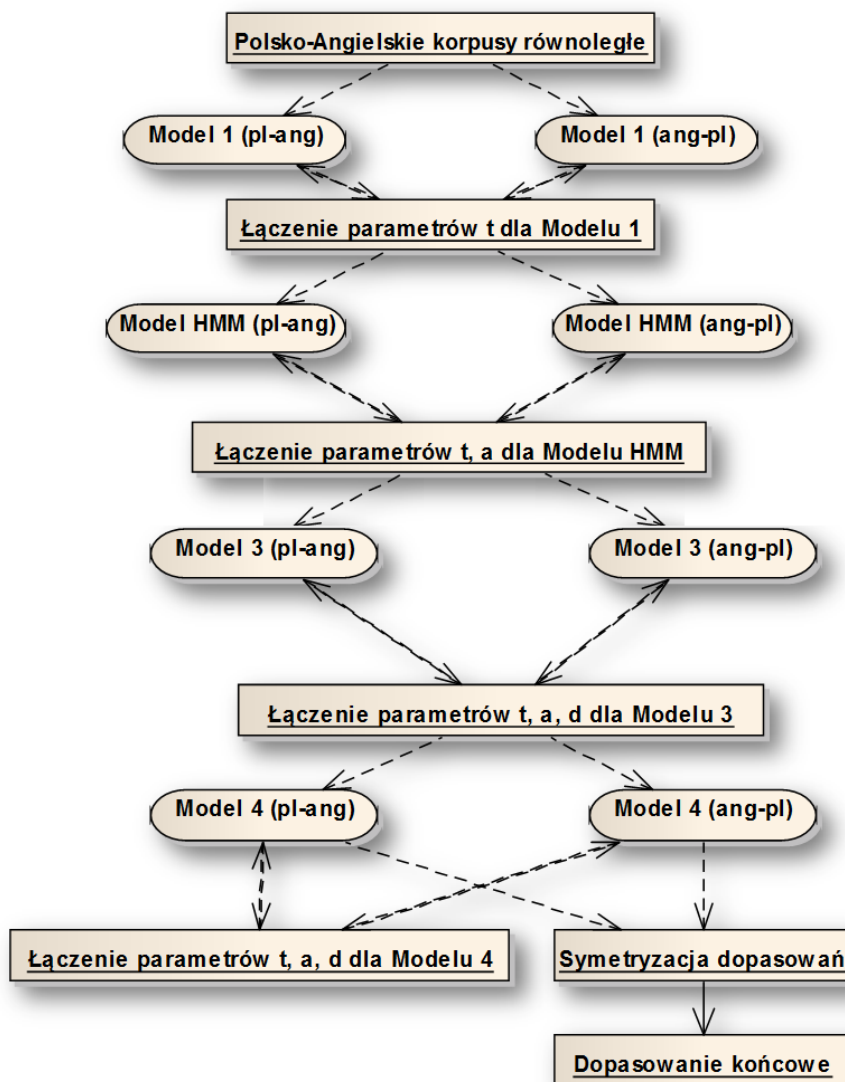 Polsko-Angielskie korpusy równoległe
Model 1 (pl-ang)
Model 1 (ang-pl)
Łączenie parametrów t dla Modelu 1
Model HMM (pl-ang)
Model HMM (ang-pl)
Łączenie parametrów t, a dla Modelu HMM
Model 3 (pl-ang)
Model 3 (ang-pl)
Łączenie parametrów t, a, d dla Modelu 3
Model 4 (pl-ang)
Model 4 (ang-pl)
Łączenie parametrów t, a, d dla Modelu 4
Symetryzacja dopasowań
Dopasowanie końcowe